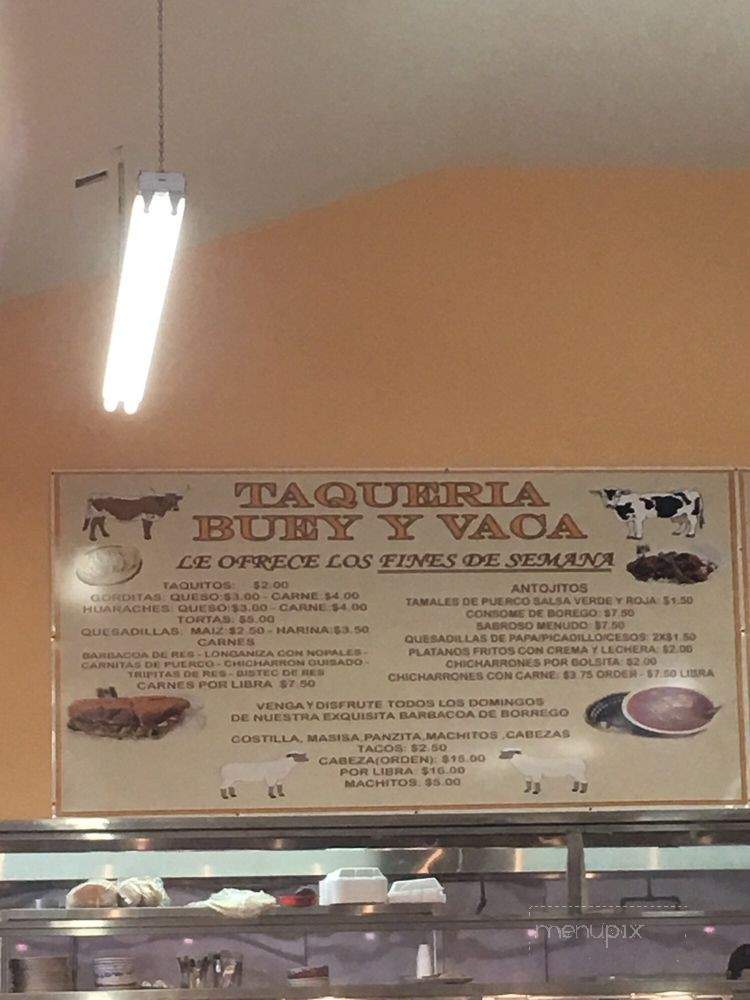 TAQUERIA
BUEY Y VACA
LE OFRECE LOS FINES DE SEMANA
TAQUITOS: $2.00
GORDITAS: QUESO:$3.00 - CARNE:$4.00
HUARACHES: QUESO:$3.00 - CARNE:$4.00
TORTAS: $5.00
QUESADILLAS: MAIZ:$2.50 - HARINA:$3.50
CARNES
BARBACOA DE RES - LONGANIZA CON NOPALES -
CARNITAS DE PUERCO - CHICHARRON GUISADO -
TRIPITAS DE RES - BISTEC DE RES
CARNES POR LIBRA $7.50
ANTOJITOS
TAMALES DE PUERCO SALSA VERDE Y ROJA: $1.50
CONSOME DE BOREGO: $7.50
SABROSO MENUDO: $7.50
QUESADILLAS DE PAPA/PICADILLO/CESOS: 2X$1.50
PLATANOS FRITOS CON CREMA Y LECHERA: $2.00
CHICHARRONES POR BOLSITA: $2.00
CHICHARRONES CON CARNE: $3.75 ORDER - $7.50 LIBRA
VENGA Y DISFRUTE TODOS LOS DOMINGOS
DE NUESTRA EXQUISITA BARBACOA DE BORREGO
COSTILLA, MASISA,PANZITA,MACHITOS ,CABEZAS
TACOS: $2.50
CABEZA(ORDEN): $15.00
POR LIBRA: $16.00
MACHITOS: $5.00
menupix